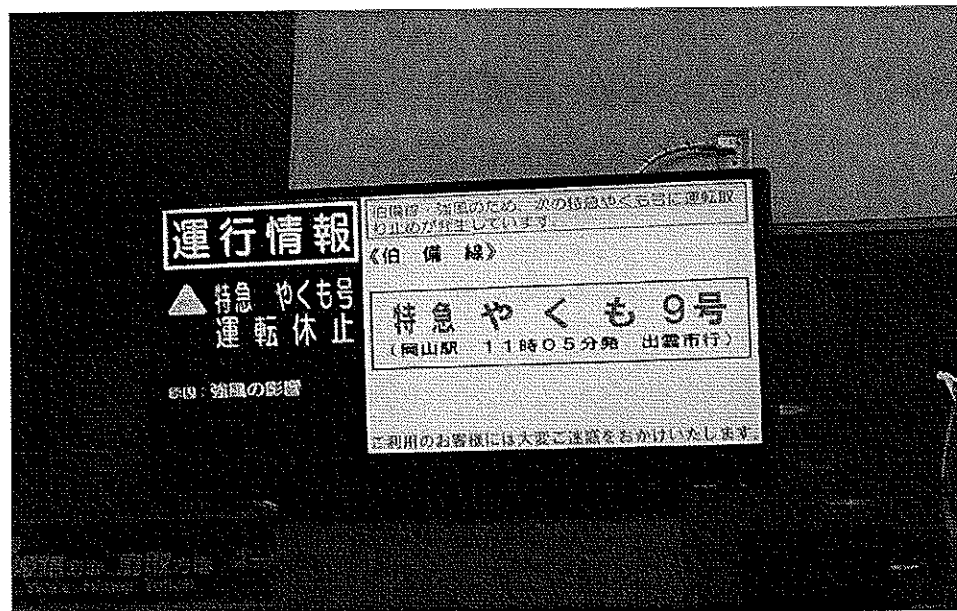 運行情報
▲特急 やくも号
運転休止
原因：強風の影響
伯備線 強風のため、次の特急やくも号に運転取
り止めが発生しています
《伯備線》
特急 やくも9号
(岡山駅 11時05分発 出雲市行)
ご利用のお客様には大変ご迷惑をおかけいたします